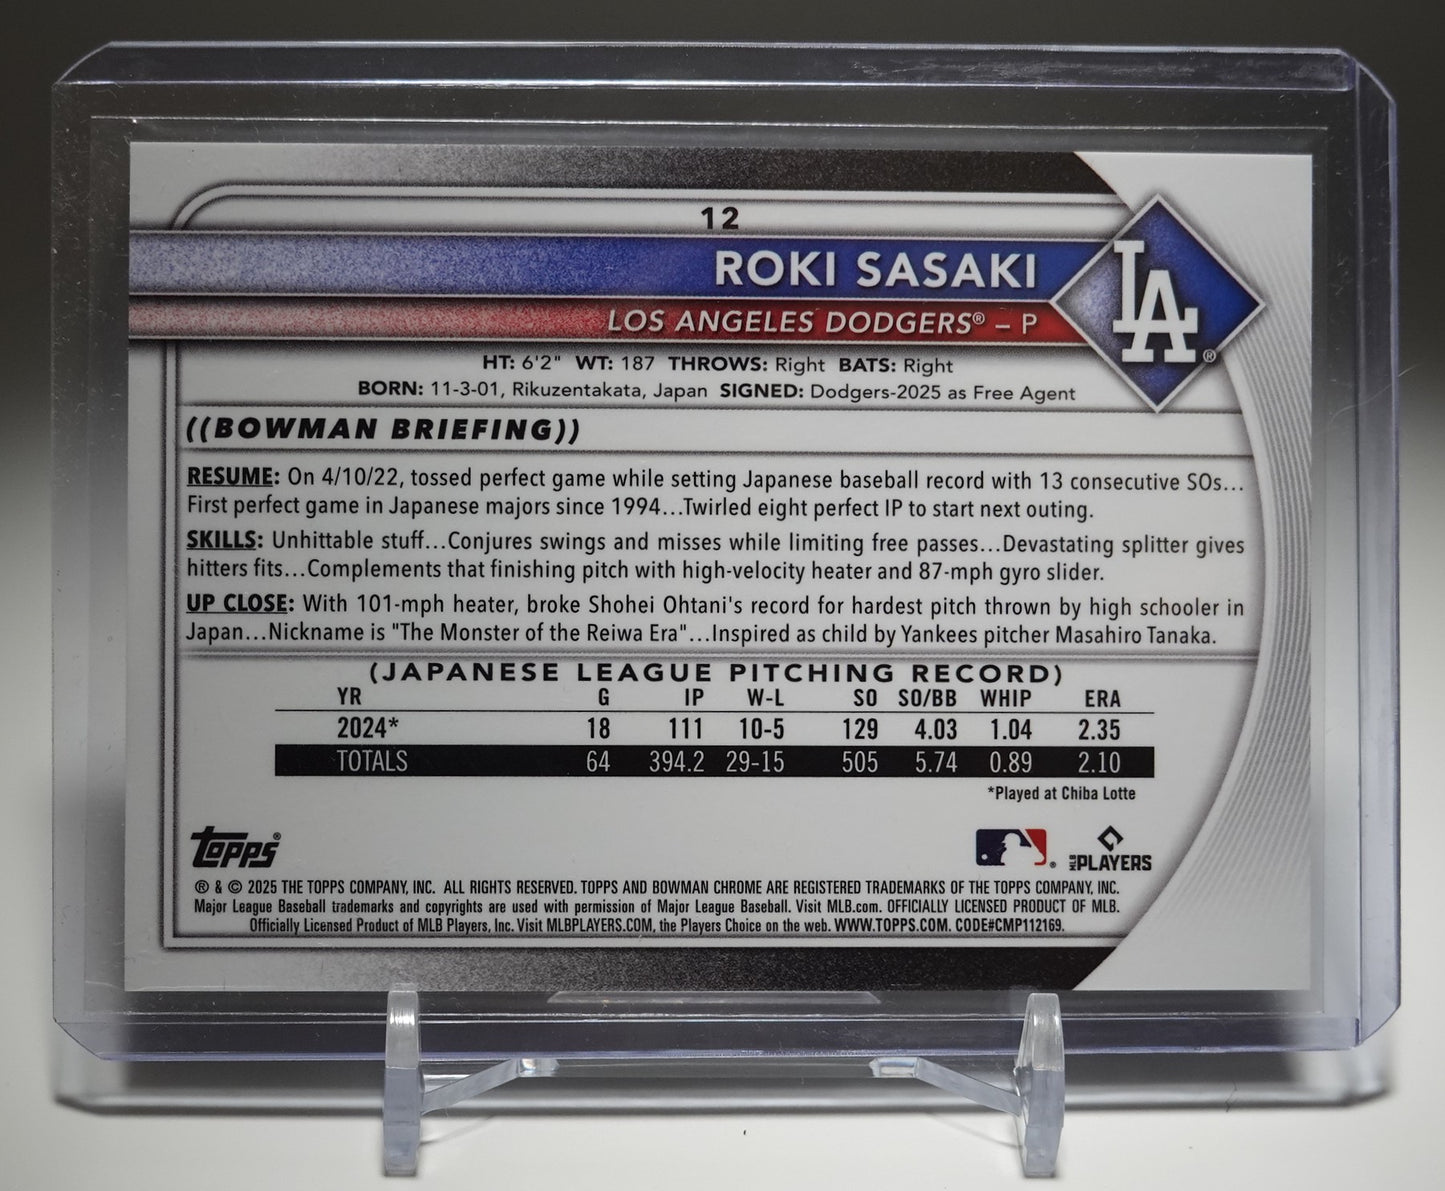 12
ROKI SASAKI
LOS ANGELES DODGERS® – P
LA®
HT: 6'2" WT: 187 THROWS: Right BATS: Right
BORN: 11-3-01, Rikuzentakata, Japan SIGNED: Dodgers-2025 as Free Agent
((BOWMAN BRIEFING))
RESUME: On 4/10/22, tossed perfect game while setting Japanese baseball record with 13 consecutive SOs...
First perfect game in Japanese majors since 1994...Twirled eight perfect IP to start next outing.
SKILLS: Unhittable stuff...Conjures swings and misses while limiting free passes...Devastating splitter gives
hitters fits...Complements that finishing pitch with high-velocity heater and 87-mph gyro slider.
UP CLOSE: With 101-mph heater, broke Shohei Ohtani's record for hardest pitch thrown by high schooler in
Japan...Nickname is "The Monster of the Reiwa Era"...Inspired as child by Yankees pitcher Masahiro Tanaka.
(JAPANESE LEAGUE PITCHING RECORD)
YR G IP W-L SO SO/BB WHIP ERA
2024* 18 111 10-5 129 4.03 1.04 2.35
TOTALS 64 394.2 29-15 505 5.74 0.89 2.10
*Played at Chiba Lotte
Topps®
MLB PLAYERS
® & © 2025 THE TOPPS COMPANY, INC. ALL RIGHTS RESERVED. TOPPS AND BOWMAN CHROME ARE REGISTERED TRADEMARKS OF THE TOPPS COMPANY, INC.
Major League Baseball trademarks and copyrights are used with permission of Major League Baseball. Visit MLB.com. OFFICIALLY LICENSED PRODUCT OF MLB.
Officially Licensed Product of MLB Players, Inc. Visit MLBPLAYERS.COM, the Players Choice on the web. WWW.TOPPS.COM. CODE#CMP112169.